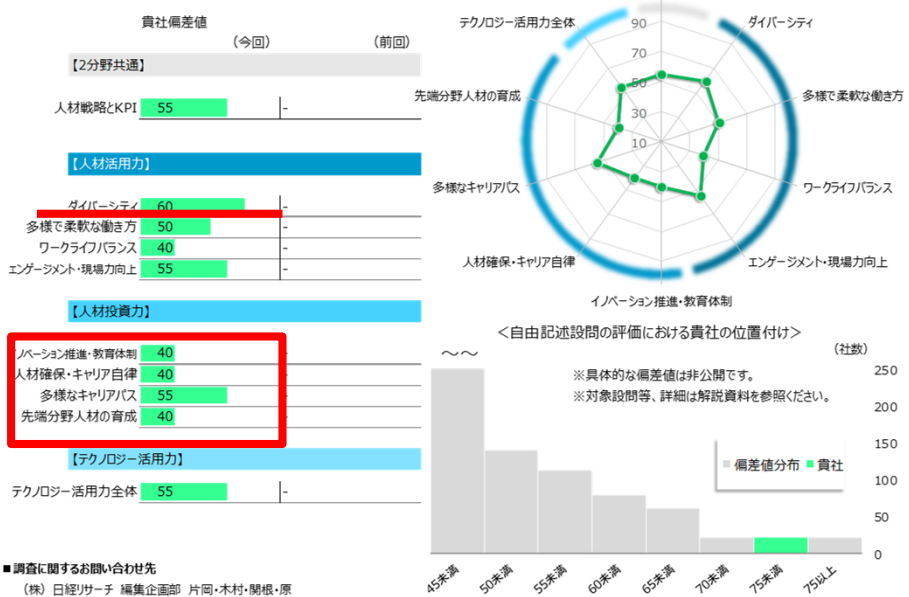 貴社偏差値
（今回） （前回）
【2分野共通】
人材戦略とKPI 55 -
【人材活用力】
ダイバーシティ 60
多様で柔軟な働き方 50 -
ワークライフバランス 40 -
エンゲージメント・現場力向上 55 -
【人材投資力】
ノベーション推進・教育体制 40
人材確保・キャリア自律 40
多様なキャリアパス 55
先端分野人材の育成 40
【テクノロジー活用力】
テクノロジー活用力全体 55 -
■調査に関するお問い合わせ先
（株）日経リサーチ 編集企画部 片岡・木村・関根・原
テクノロジー活用力全体
ダイバーシティ
先端分野人材の育成
多様で柔軟な働き方
多様なキャリアパス
ワークライフバランス
人材確保・キャリア自律
エンゲージメント・現場力向上
イノベーション推進・教育体制
90
70
50
30
10
＜自由記述設問の評価における貴社の位置付け＞
（社数）
～～
※具体的な偏差値は非公開です。
※対象設問等、詳細は解説資料を参照ください。
偏差値分布 貴社
250
200
150
100
50
0
45未満 50未満 55未満 60未満 65未満 70未満 75未満 75以上